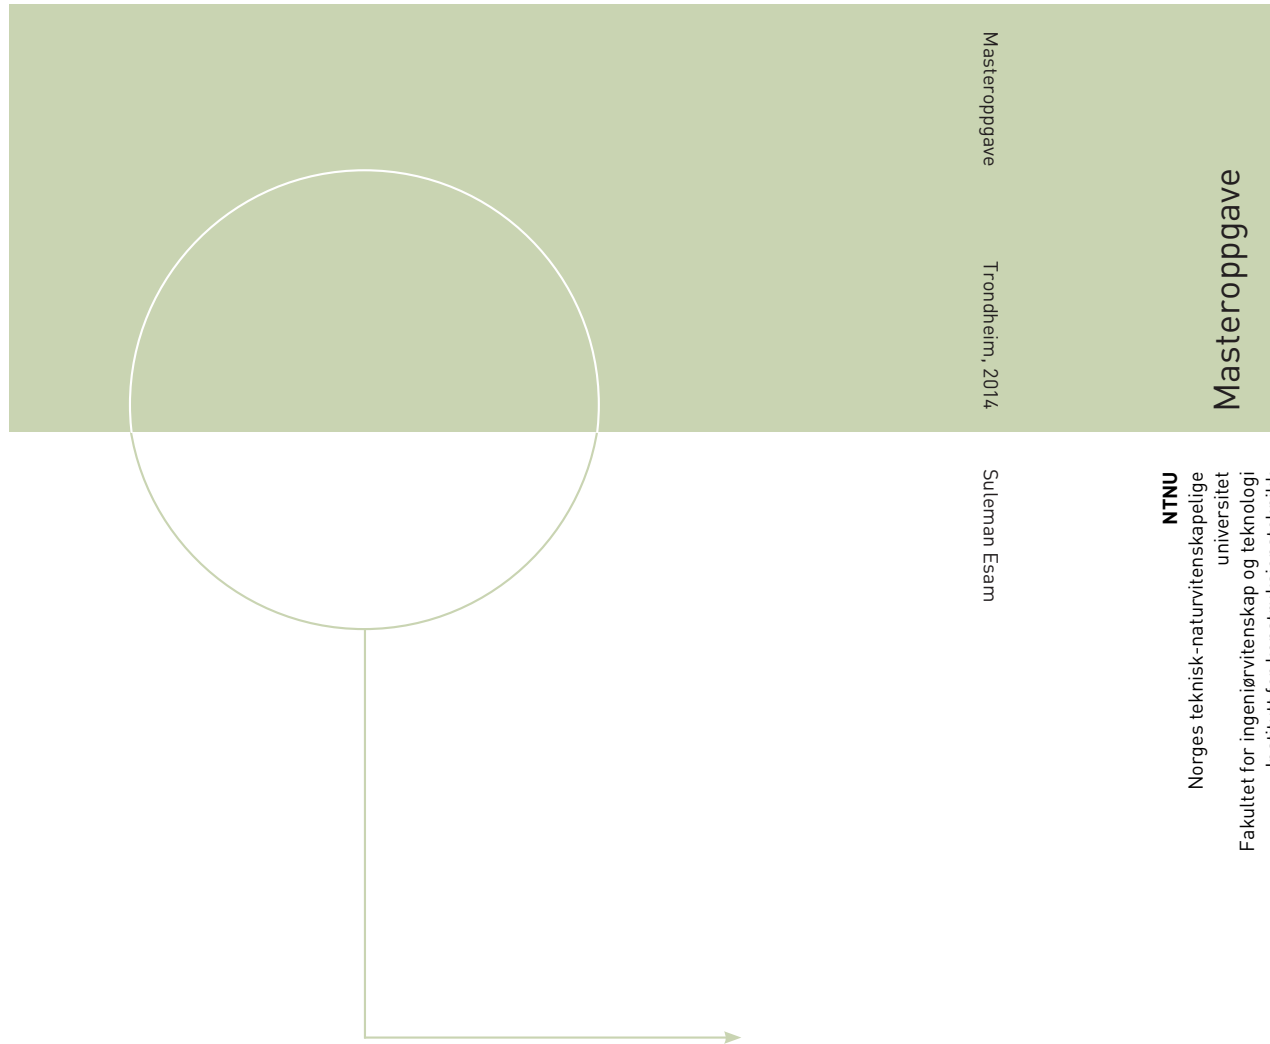 Masteroppgave
Trondheim, 2014
Suleman Esam
Masteroppgave
NTNU
Norges teknisk-naturvitenskapelige
universitet
Fakultet for ingeniørvitenskap og teknologi